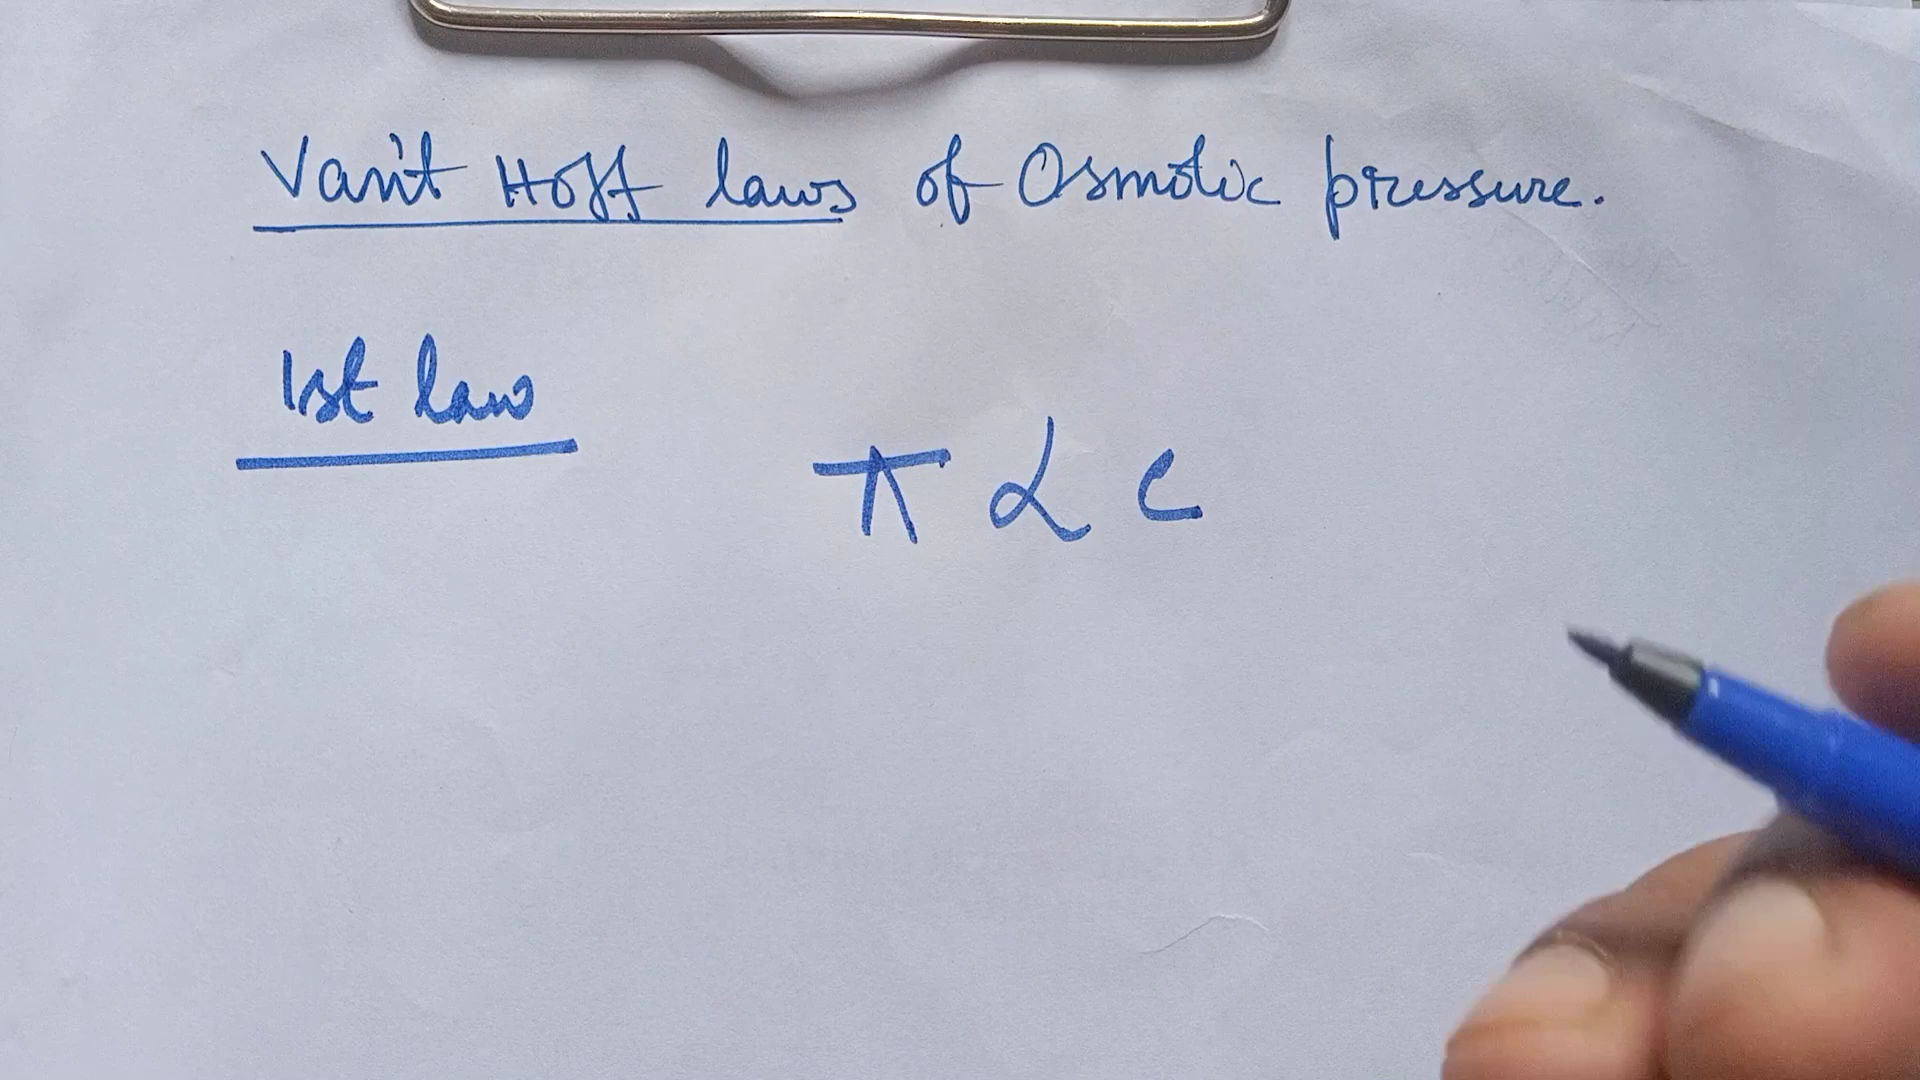 Van't Hoff laws of Osmotic pressure.
1st law
π α c